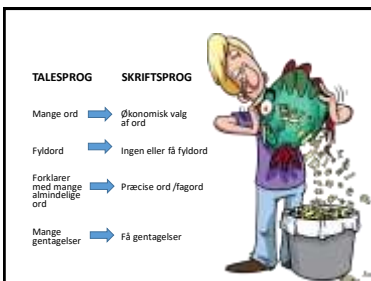 TALESPROG SKRIFTSPROG
Mange ord Økonomisk valg
af ord
Fyldord Ingen eller få fyldord
Forklarer
med mange
almindelige
ord
Præcise ord /fagord
Mange
gentagelser
Få gentagelser